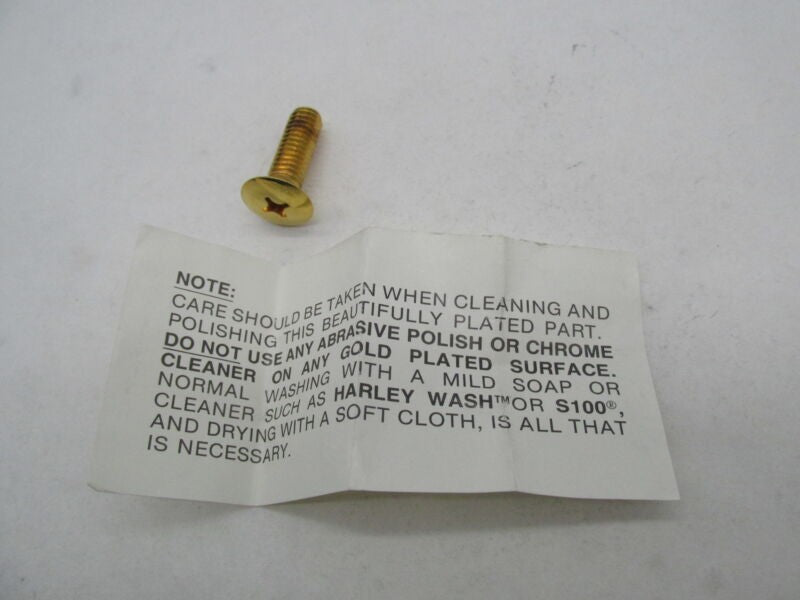 NOTE:
CARE SHOULD BE TAKEN WHEN CLEANING AND
POLISHING THIS BEAUTIFULLY PLATED PART.
DO NOT USE ANY ABRASIVE POLISH OR CHROME
CLEANER ON ANY GOLD PLATED SURFACE.
NORMAL WASHING WITH A MILD SOAP OR
CLEANER SUCH AS HARLEY WASH™ OR S100®,
AND DRYING WITH A SOFT CLOTH, IS ALL THAT
IS NECESSARY.